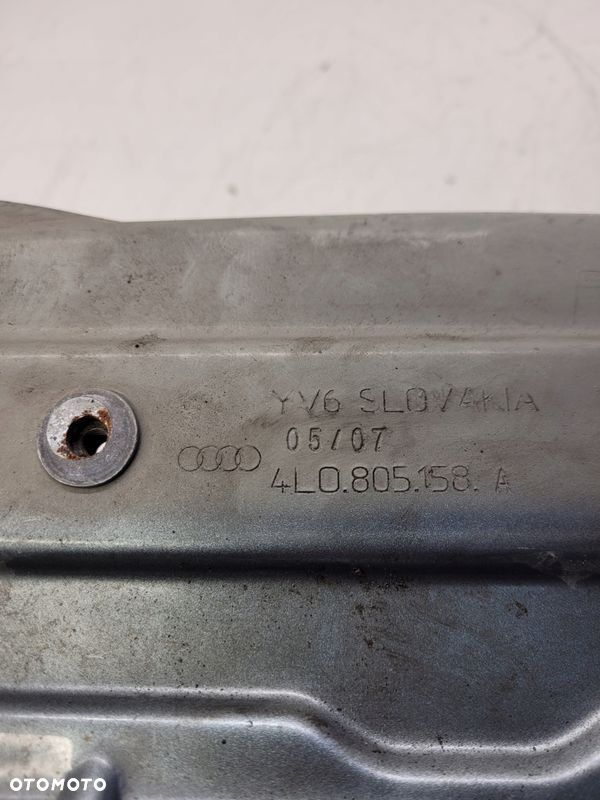 YV6 SLOVAKIA
05/07
4L0.805.158. A
OTOMOTO